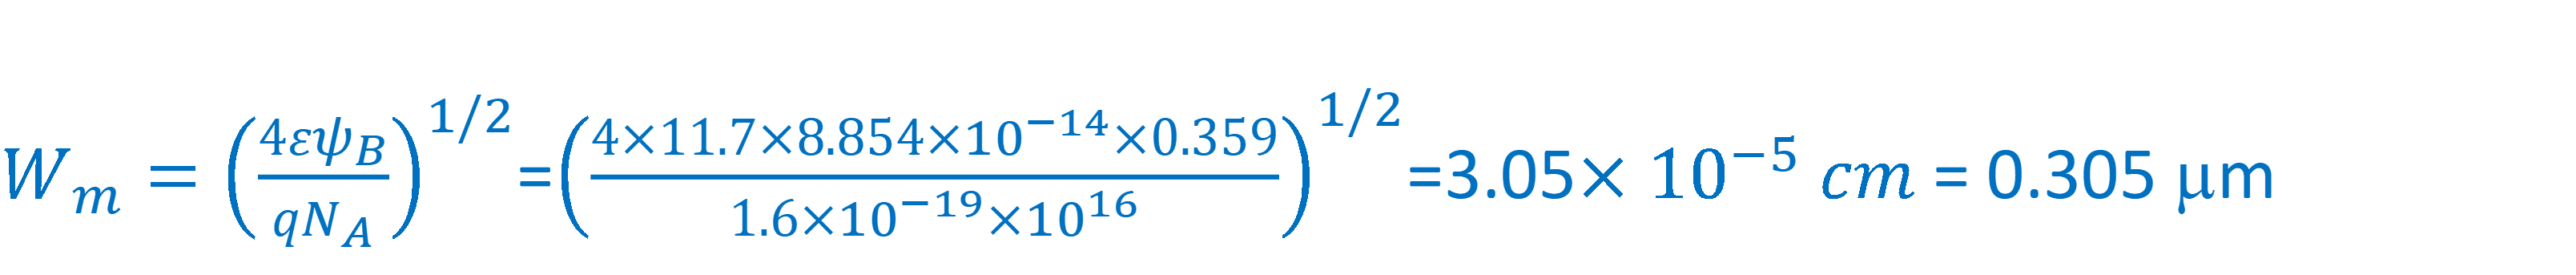 W_m = (4εψ_B / qN_A)^1/2 =(4×11.7×8.854×10^−14×0.359 / 1.6×10^−19×10^16)^1/2 =3.05× 10^−5 cm = 0.305 μm